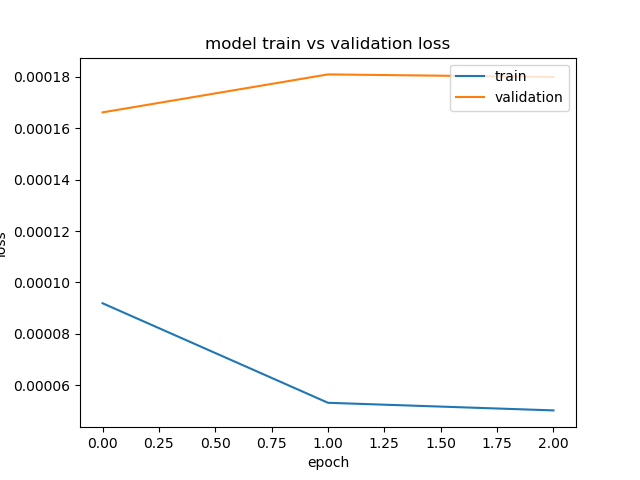 model train vs validation loss
train
validation
0.00018
0.00016
0.00014
0.00012
0.00010
0.00008
0.00006
loss
0.00 0.25 0.50 0.75 1.00 1.25 1.50 1.75 2.00
epoch